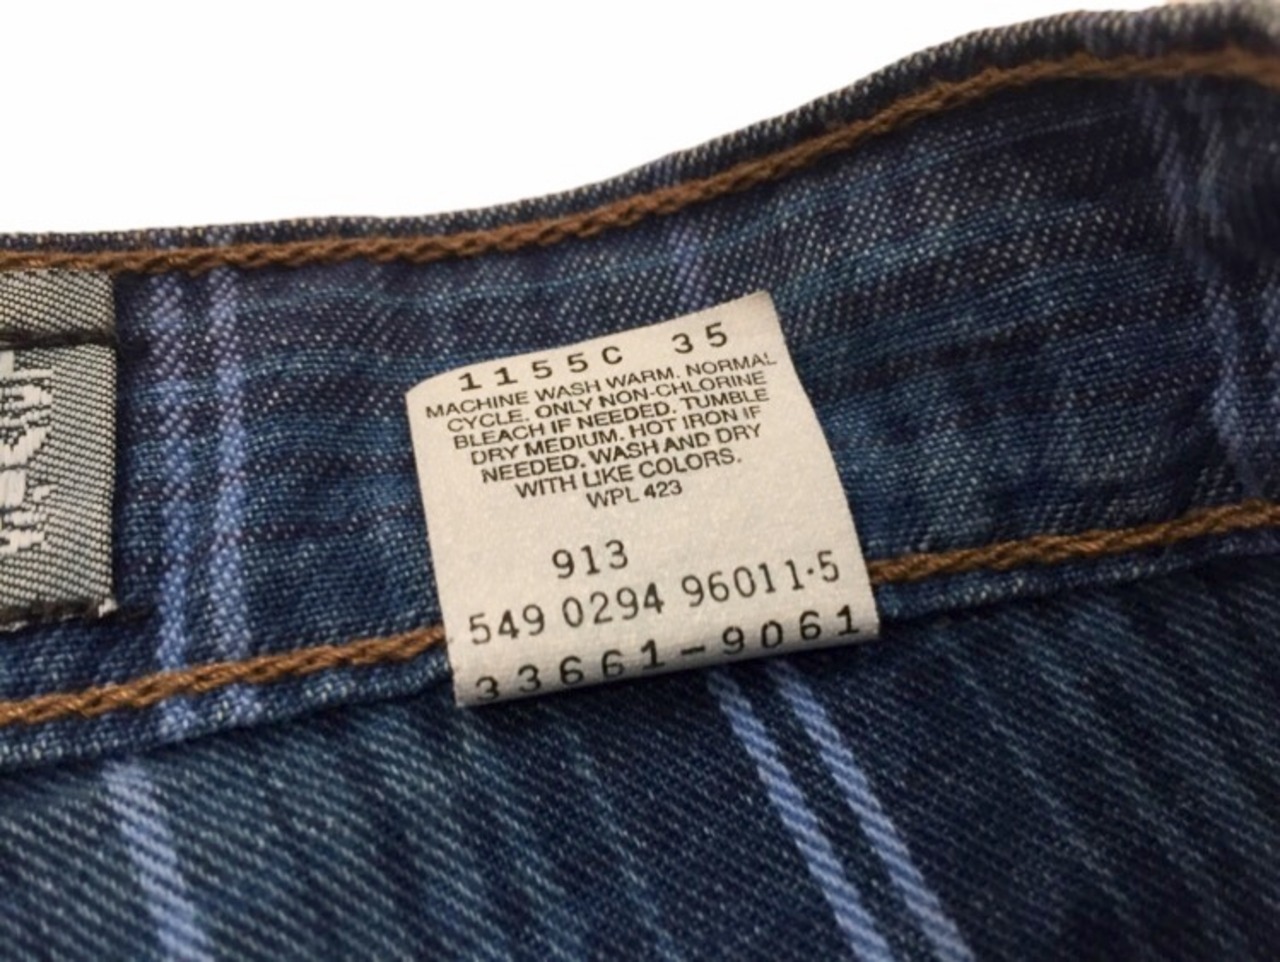 1155C 35
MACHINE WASH WARM. NORMAL
CYCLE. ONLY NON-CHLORINE
BLEACH IF NEEDED. TUMBLE
DRY MEDIUM. HOT IRON IF
NEEDED. WASH AND DRY
WITH LIKE COLORS.
WPL 423
913
549 0294 96011·5
33661-9061